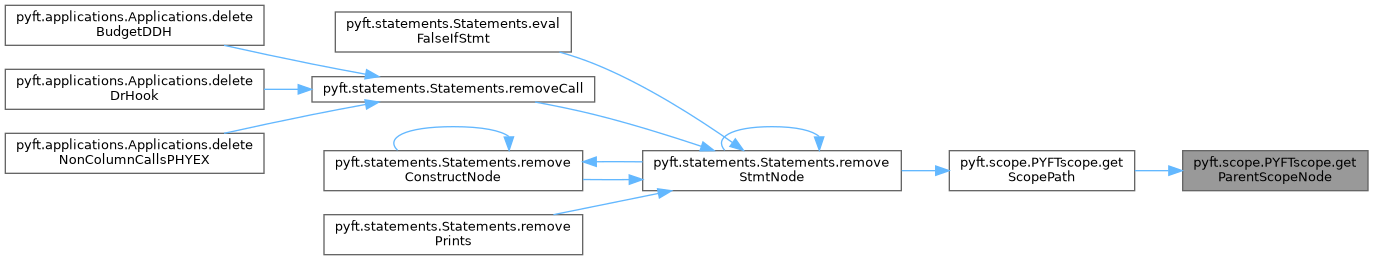 pyft.applications.Applications.delete
BudgetDDH
pyft.applications.Applications.delete
DrHook
pyft.applications.Applications.delete
NonColumnCallsPHYEX
pyft.statements.Statements.eval
FalseIfStmt
pyft.statements.Statements.removeCall
pyft.statements.Statements.remove
ConstructNode
pyft.statements.Statements.remove
Prints
pyft.statements.Statements.remove
StmtNode
pyft.scope.PYFTscope.get
ScopePath
pyft.scope.PYFTscope.get
ParentScopeNode